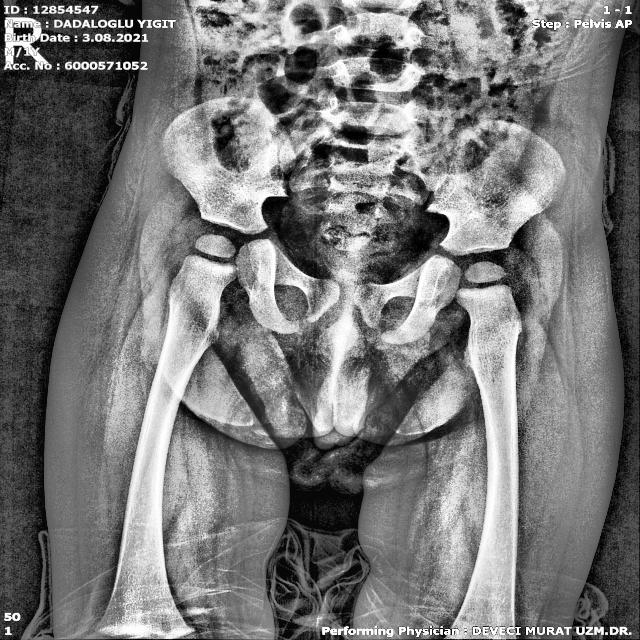 ID : 12854547
1 - 1
Name : DADALOGLU YIGIT
Step : Pelvis AP
Birth Date : 3.08.2021
M/1Y
R
Acc. No : 6000571052
50
1
Performing Physician : DEVECI MURAT UZM.DR.